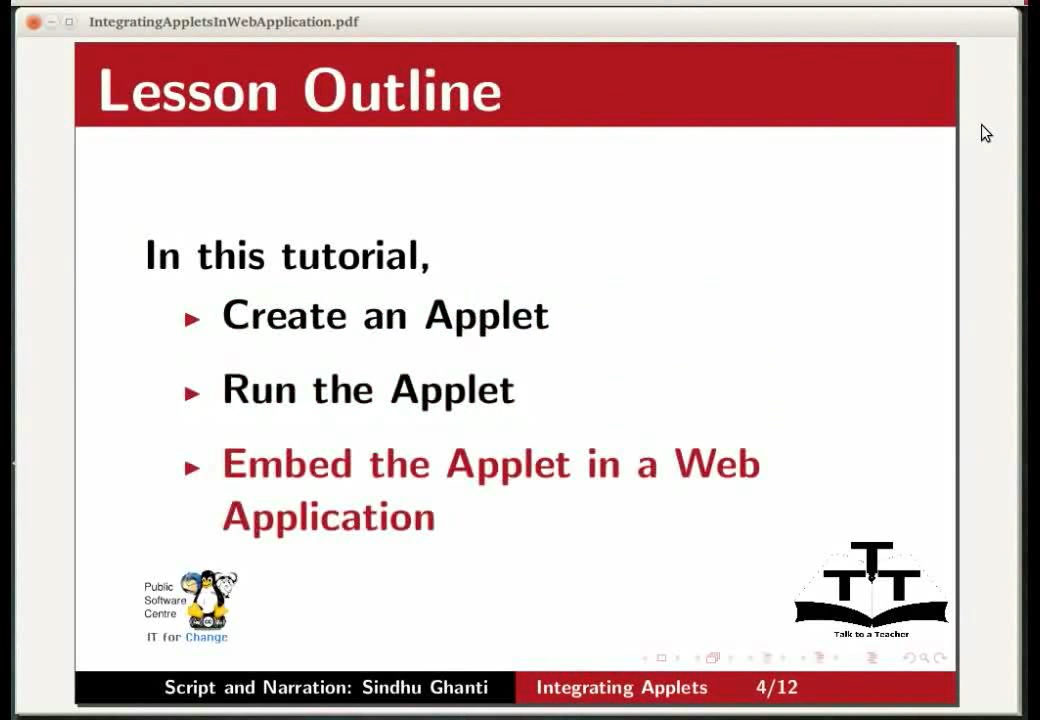 IntegratingAppletsInWebApplication.pdf
Lesson Outline
In this tutorial,
Create an Applet
Run the Applet
Embed the Applet in a Web
Application
Public
Software
Centre
IT for Change
T
T T
Talk to a Teacher
Script and Narration: Sindhu Ghanti
Integrating Applets
4/12